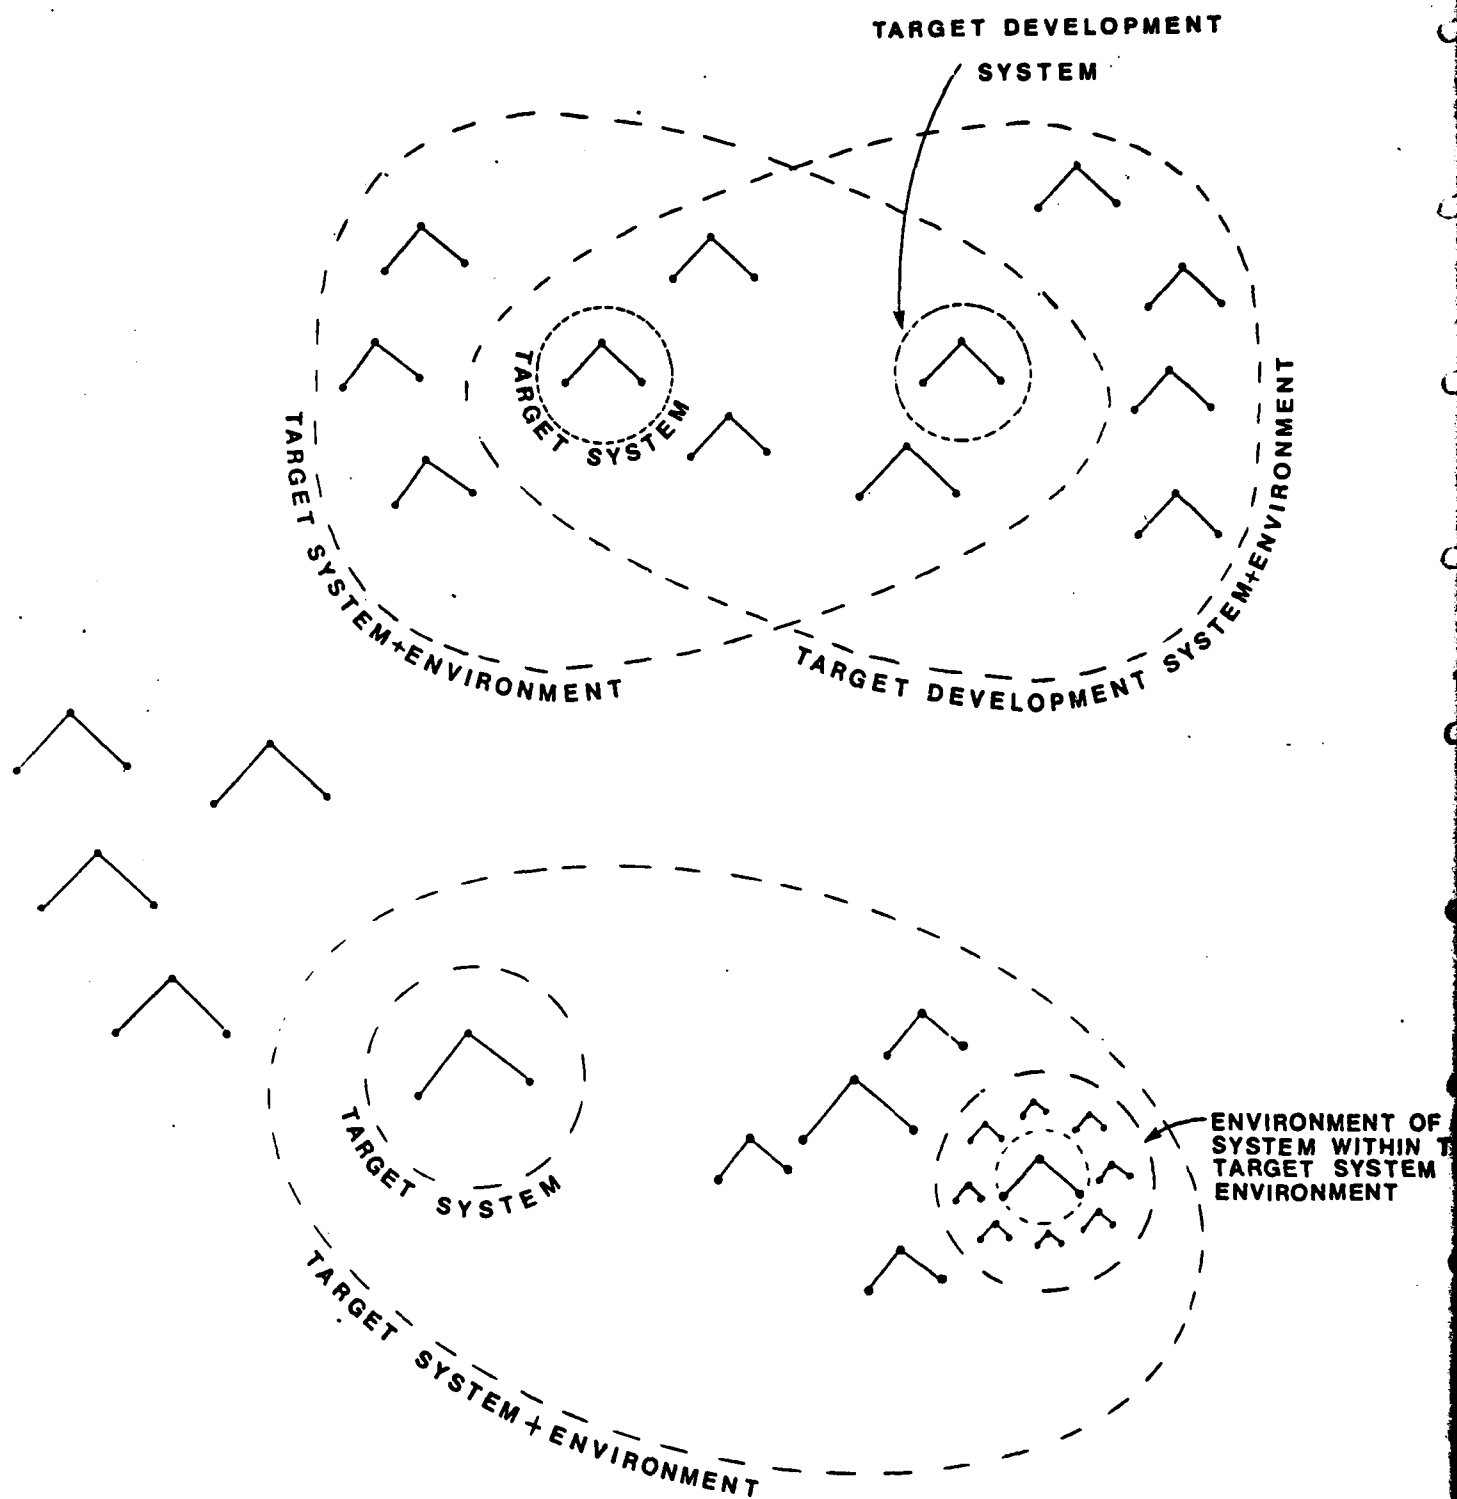 TARGET DEVELOPMENT
SYSTEM
TARGET SYSTEM
TARGET SYSTEM+ENVIRONMENT
TARGET DEVELOPMENT SYSTEM+ENVIRONMENT
ENVIRONMENT OF
SYSTEM WITHIN
TARGET SYSTEM
ENVIRONMENT
TARGET SYSTEM
TARGET SYSTEM+ENVIRONMENT